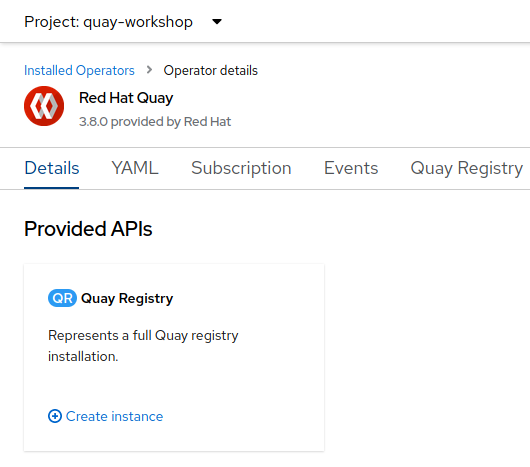 Project: quay-workshop
Installed Operators > Operator details
Red Hat Quay
3.8.0 provided by Red Hat
Details YAML Subscription Events Quay Registry
Provided APIs
QR Quay Registry
Represents a full Quay registry
installation.
Create instance